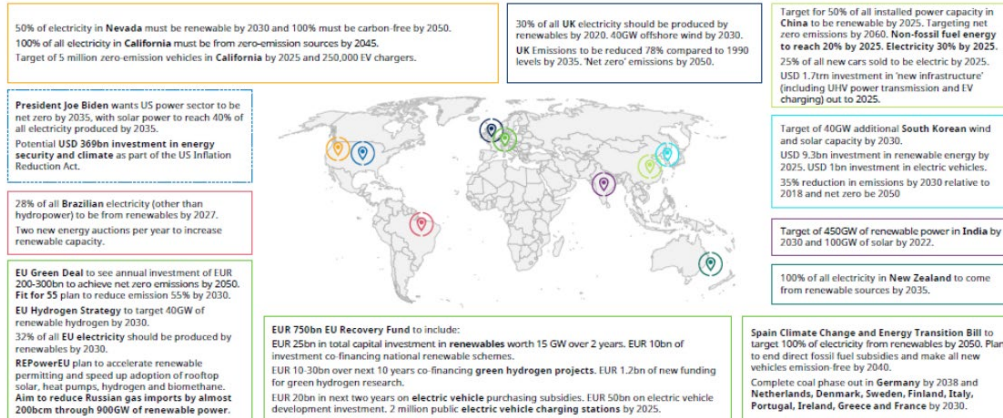 50% of electricity in Nevada must be renewable by 2030 and 100% must be carbon-free by 2050.
100% of all electricity in California must be from zero-emission sources by 2045.
Target of 5 million zero-emission vehicles in California by 2025 and 250,000 EV chargers.
30% of all UK electricity should be produced by
renewables by 2020. 40GW offshore wind by 2030.
UK Emissions to be reduced 78% compared to 1990
levels by 2035. 'Net zero' emissions by 2050.
Target for 50% of all installed power capacity in
China to be renewable by 2025. Targeting net
zero emissions by 2060. Non-fossil fuel energy
to reach 20% by 2025. Electricity 30% by 2025.
25% of all new cars sold to be electric by 2025.
USD 1.7trn investment in 'new infrastructure'
(including UHV power transmission and EV
charging) out to 2025.
President Joe Biden wants US power sector to be
net zero by 2035, with solar power to reach 40% of
all electricity produced by 2035.
Potential USD 369bn investment in energy
security and climate as part of the US Inflation
Reduction Act.
Target of 40GW additional South Korean wind
and solar capacity by 2030.
USD 9.3bn investment in renewable energy by
2025. USD 1bn investment in electric vehicles.
35% reduction in emissions by 2030 relative to
2018 and net zero be 2050
28% of all Brazilian electricity (other than
hydropower) to be from renewables by 2027.
Two new energy auctions per year to increase
renewable capacity.
Target of 450GW of renewable power in India by
2030 and 100GW of solar by 2022.
100% of all electricity in New Zealand to come
from renewable sources by 2035.
EU Green Deal to see annual investment of EUR
200-300bn to achieve net zero emissions by 2050.
Fit for 55 plan to reduce emission 55% by 2030.
EU Hydrogen Strategy to target 40GW of
renewable hydrogen by 2030.
32% of all EU electricity should be produced by
renewables by 2030.
REPowerEU plan to accelerate renewable
permitting and speed up adoption of rooftop
solar, heat pumps, hydrogen and biomethane.
Aim to reduce Russian gas imports by almost
200bcm through 900GW of renewable power.
EUR 750bn EU Recovery Fund to include:
EUR 25bn in total capital investment in renewables worth 15 GW over 2 years. EUR 10bn of
investment co-financing national renewable schemes.
EUR 10-30bn over next 10 years co-financing green hydrogen projects. EUR 1.2bn of new funding
for green hydrogen research.
EUR 20bn in next two years on electric vehicle purchasing subsidies. EUR 50bn on electric vehicle
development investment. 2 million public electric vehicle charging stations by 2025.
Spain Climate Change and Energy Transition Bill to
target 100% of electricity from renewables by 2050. Plan
to end direct fossil fuel subsidies and make all new
vehicles emission-free by 2040.
Complete coal phase out in Germany by 2038 and
Netherlands, Denmark, Sweden, Finland, Italy,
Portugal, Ireland, Greece and France by 2030.